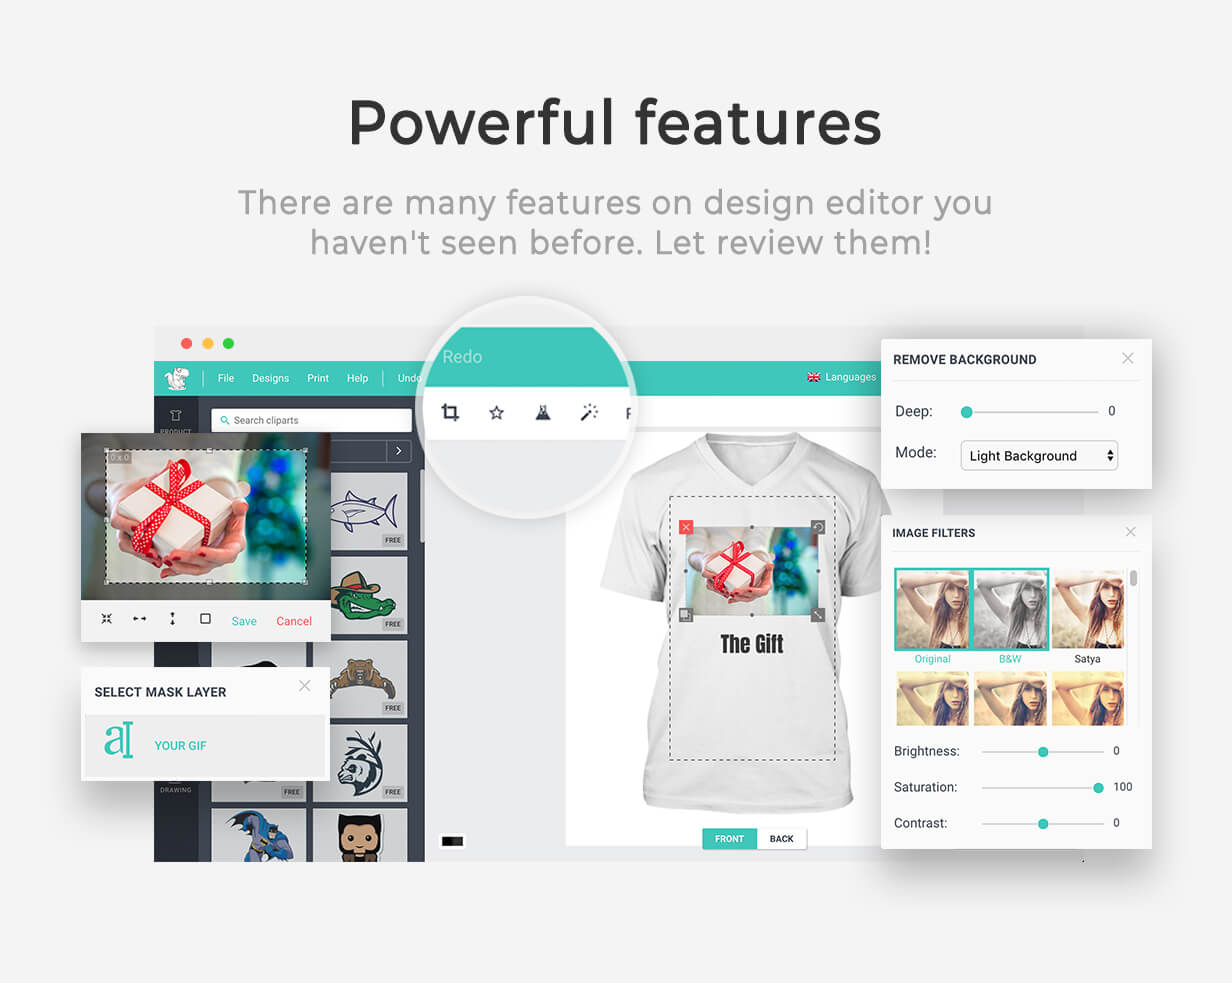 Powerful features
There are many features on design editor you
haven't seen before. Let review them!
File Designs Print Help Undo
Redo
Languages
PRODUCT
Search cliparts
0 x 0
FREE
FREE
FREE
FREE
FREE
Save Cancel
SELECT MASK LAYER
YOUR GIF
DRAWING
The Gift
FRONT BACK
REMOVE BACKGROUND
Deep: 0
Mode: Light Background
IMAGE FILTERS
Original B&W Satya
Brightness: 0
Saturation: 100
Contrast: 0